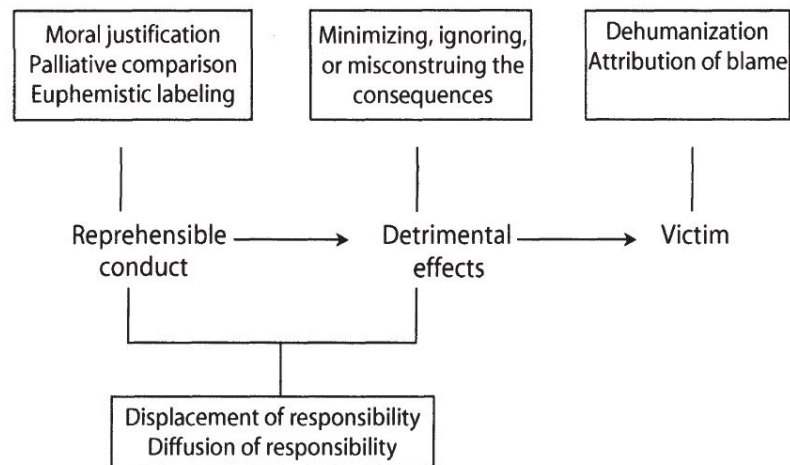 Moral justification
Palliative comparison
Euphemistic labeling
Minimizing, ignoring,
or misconstruing the
consequences
Dehumanization
Attribution of blame
Reprehensible
conduct
Detrimental
effects
Victim
Displacement of responsibility
Diffusion of responsibility